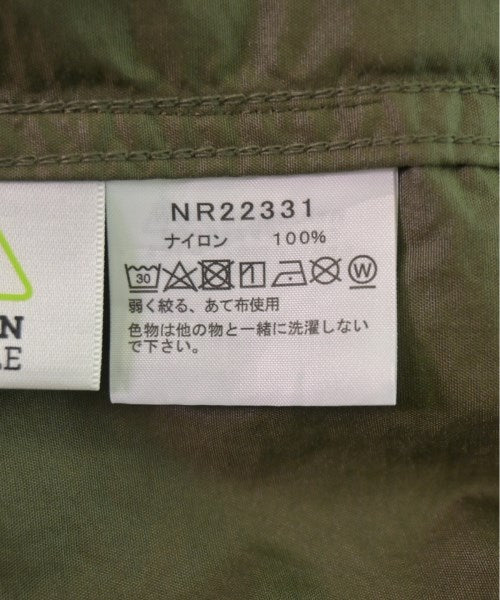 NR22331
ナイロン 100%
30 W
弱く絞る、あて布使用
色物は他の物と一緒に洗濯しない
で下さい。
N
LE